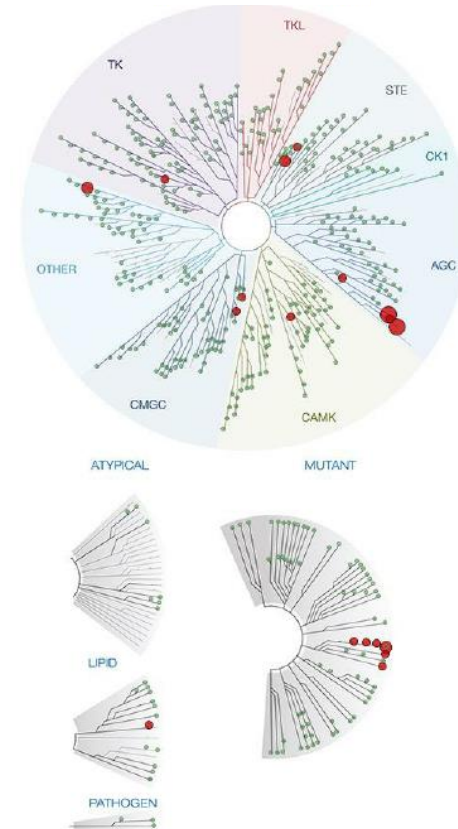 TKL
TK
STE
CK1
AGC
OTHER
CMGC
CAMK
ATYPICAL
MUTANT
LIPID
PATHOGEN